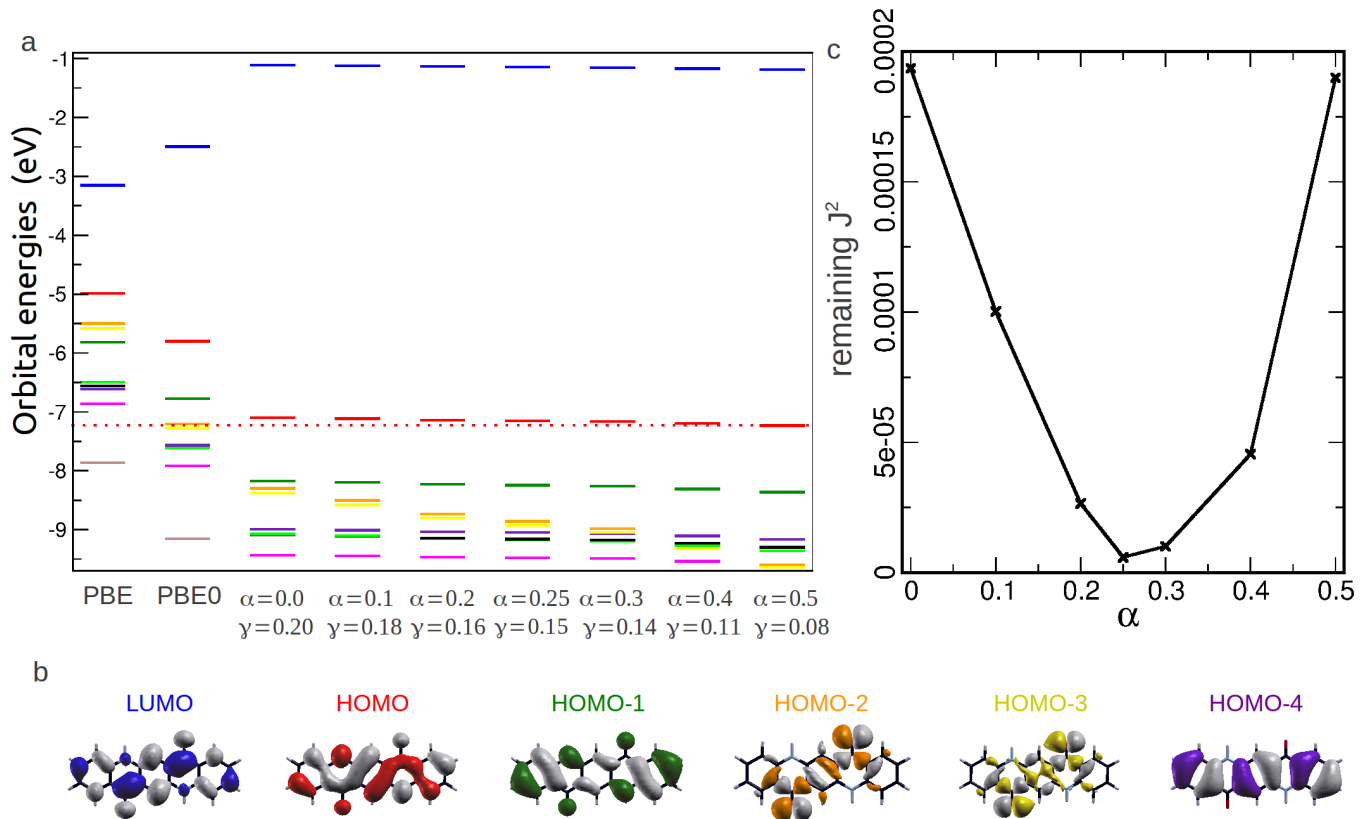 a
Orbital energies (eV)
-1
-2
-3
-4
-5
-6
-7
-8
-9
PBE
PBE0
α=0.0
γ=0.20
α=0.1
γ=0.18
α=0.2
γ=0.16
α=0.25
γ=0.15
α=0.3
γ=0.14
α=0.4
γ=0.11
α=0.5
γ=0.08
c
remaining J²
0.0002
0.00015
0.0001
5e-05
0
0
0.1
0.2
0.3
0.4
0.5
α
b
LUMO
HOMO
HOMO-1
HOMO-2
HOMO-3
HOMO-4